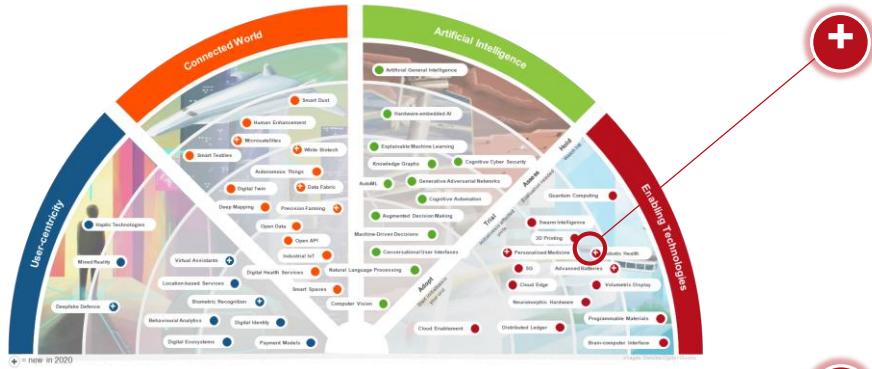 User-centricity
Connected World
Artificial Intelligence
Enabling Technologies
Haptic Technologies
Mixed Reality
Deepfake Defence
Virtual Assistants
Location-based Services
Biometric Recognition
Behavioural Analytics
Digital Identity
Digital Ecosystems
Payment Models
Smart Dust
Human Enhancement
Microsatellites
White Biotech
Smart Textiles
Autonomous Things
Digital Twin
Data Fabric
Deep Mapping
Precision Farming
Open Data
Open API
Industrial IoT
Digital Health Services
Smart Spaces
Artificial General Intelligence
Hardware-embedded AI
Explainable Machine Learning
Knowledge Graphs
Cognitive Cyber Security
AutoML
Generative Adversarial Networks
Cognitive Automation
Augmented Decision Making
Machine-Driven Decisions
Conversational User Interfaces
Natural Language Processing
Computer Vision
Hold
Watch list
Assess
Trial
Adopt
Quantum Computing
Swarm Intelligence
3D Printing
Personalised Medicine
Robotic Health
5G
Advanced Batteries
Cloud Edge
Volumetric Display
Neuromorphic Hardware
Programmable Materials
Cloud Enablement
Distributed Ledger
Brain-computer Interface
+ = new in 2020